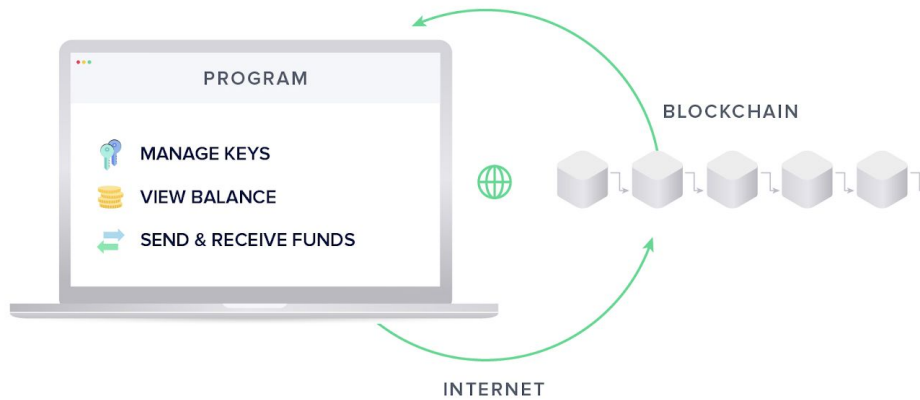 PROGRAM
MANAGE KEYS
VIEW BALANCE
SEND & RECEIVE FUNDS
BLOCKCHAIN
INTERNET